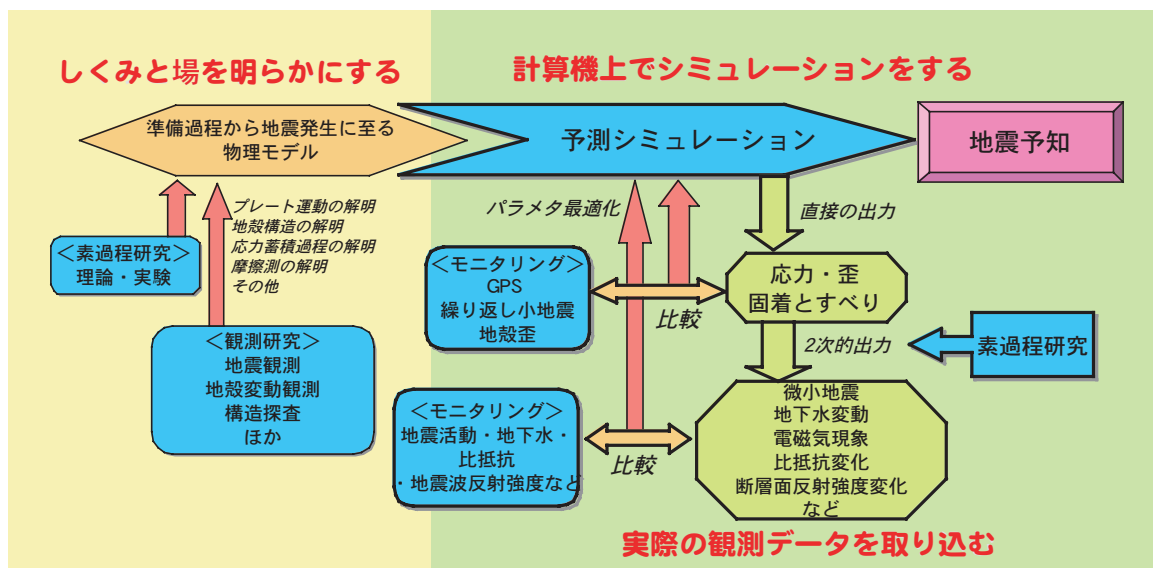 しくみと場を明らかにする
計算機上でシミュレーションをする
準備過程から地震発生に至る
物理モデル
予測シミュレーション
地震予知
プレート運動の解明
地殻構造の解明
応力蓄積過程の解明
摩擦測の解明
その他
＜素過程研究＞
理論・実験
＜観測研究＞
地震観測
地殻変動観測
構造探査
ほか
パラメタ最適化
直接の出力
＜モニタリング＞
GPS
繰り返し小地震
地殻歪
比較
応力・歪
固着とすべり
2次的出力
素過程研究
＜モニタリング＞
地震活動・地下水・
比抵抗
・地震波反射強度など
比較
微小地震
地下水変動
電磁気現象
比抵抗変化
断層面反射強度変化
など
実際の観測データを取り込む